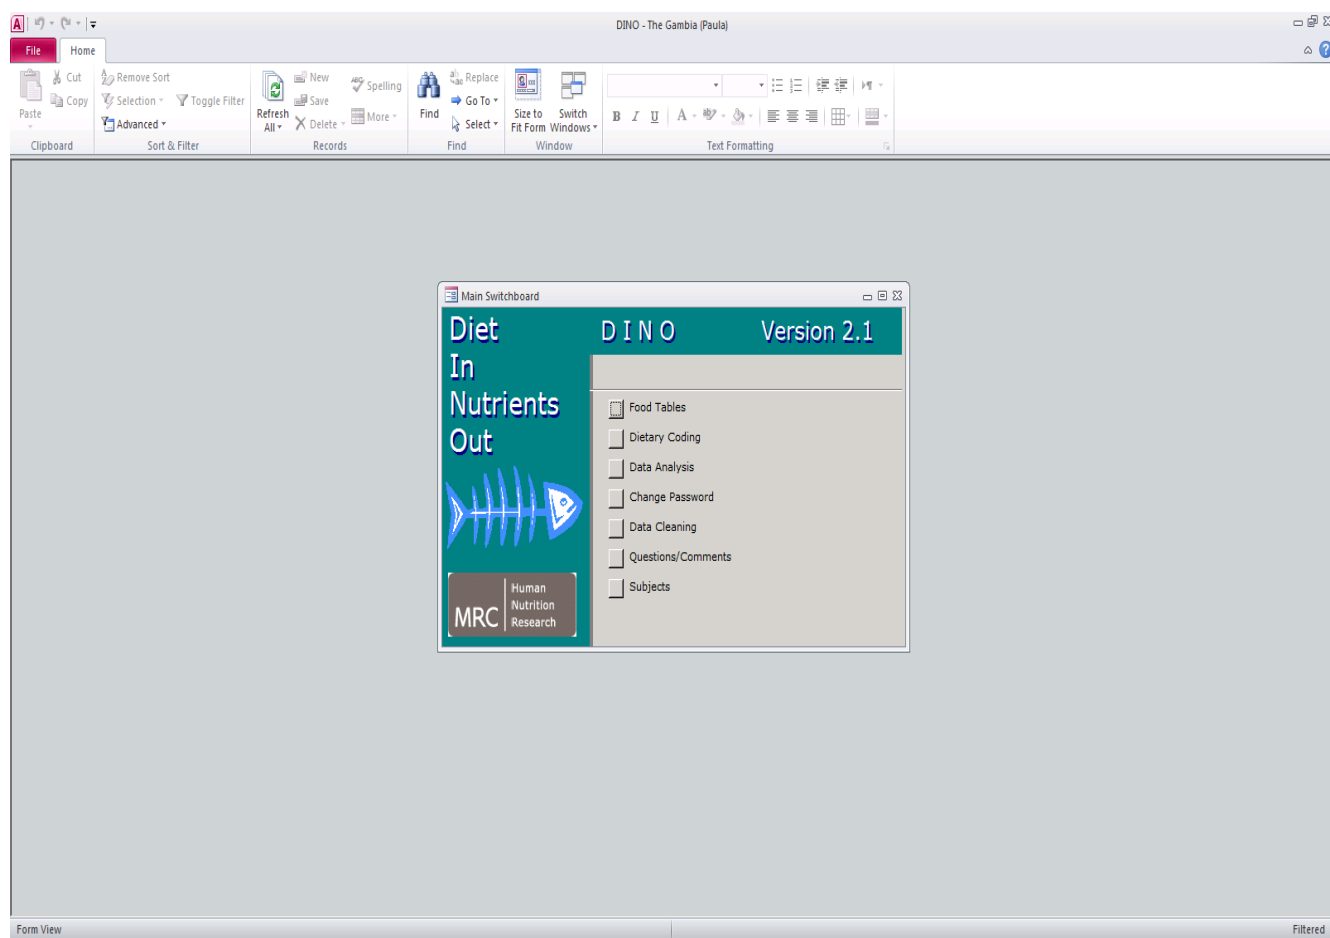 A
DINO - The Gambia (Paula)
File Home
Paste
Cut
Copy
Clipboard
Remove Sort
Selection
Toggle Filter
Advanced
Sort & Filter
Refresh
All
New
Save
Delete
Spelling
More
Records
Find
Replace
Go To
Select
Find
Size to
Fit Form
Switch
Windows
Window
B I U A
Text Formatting
Main Switchboard
Diet
In
Nutrients
Out
D I N O Version 2.1
Food Tables
Dietary Coding
Data Analysis
Change Password
Data Cleaning
Questions/Comments
Subjects
MRC
Human
Nutrition
Research
Form View Filtered